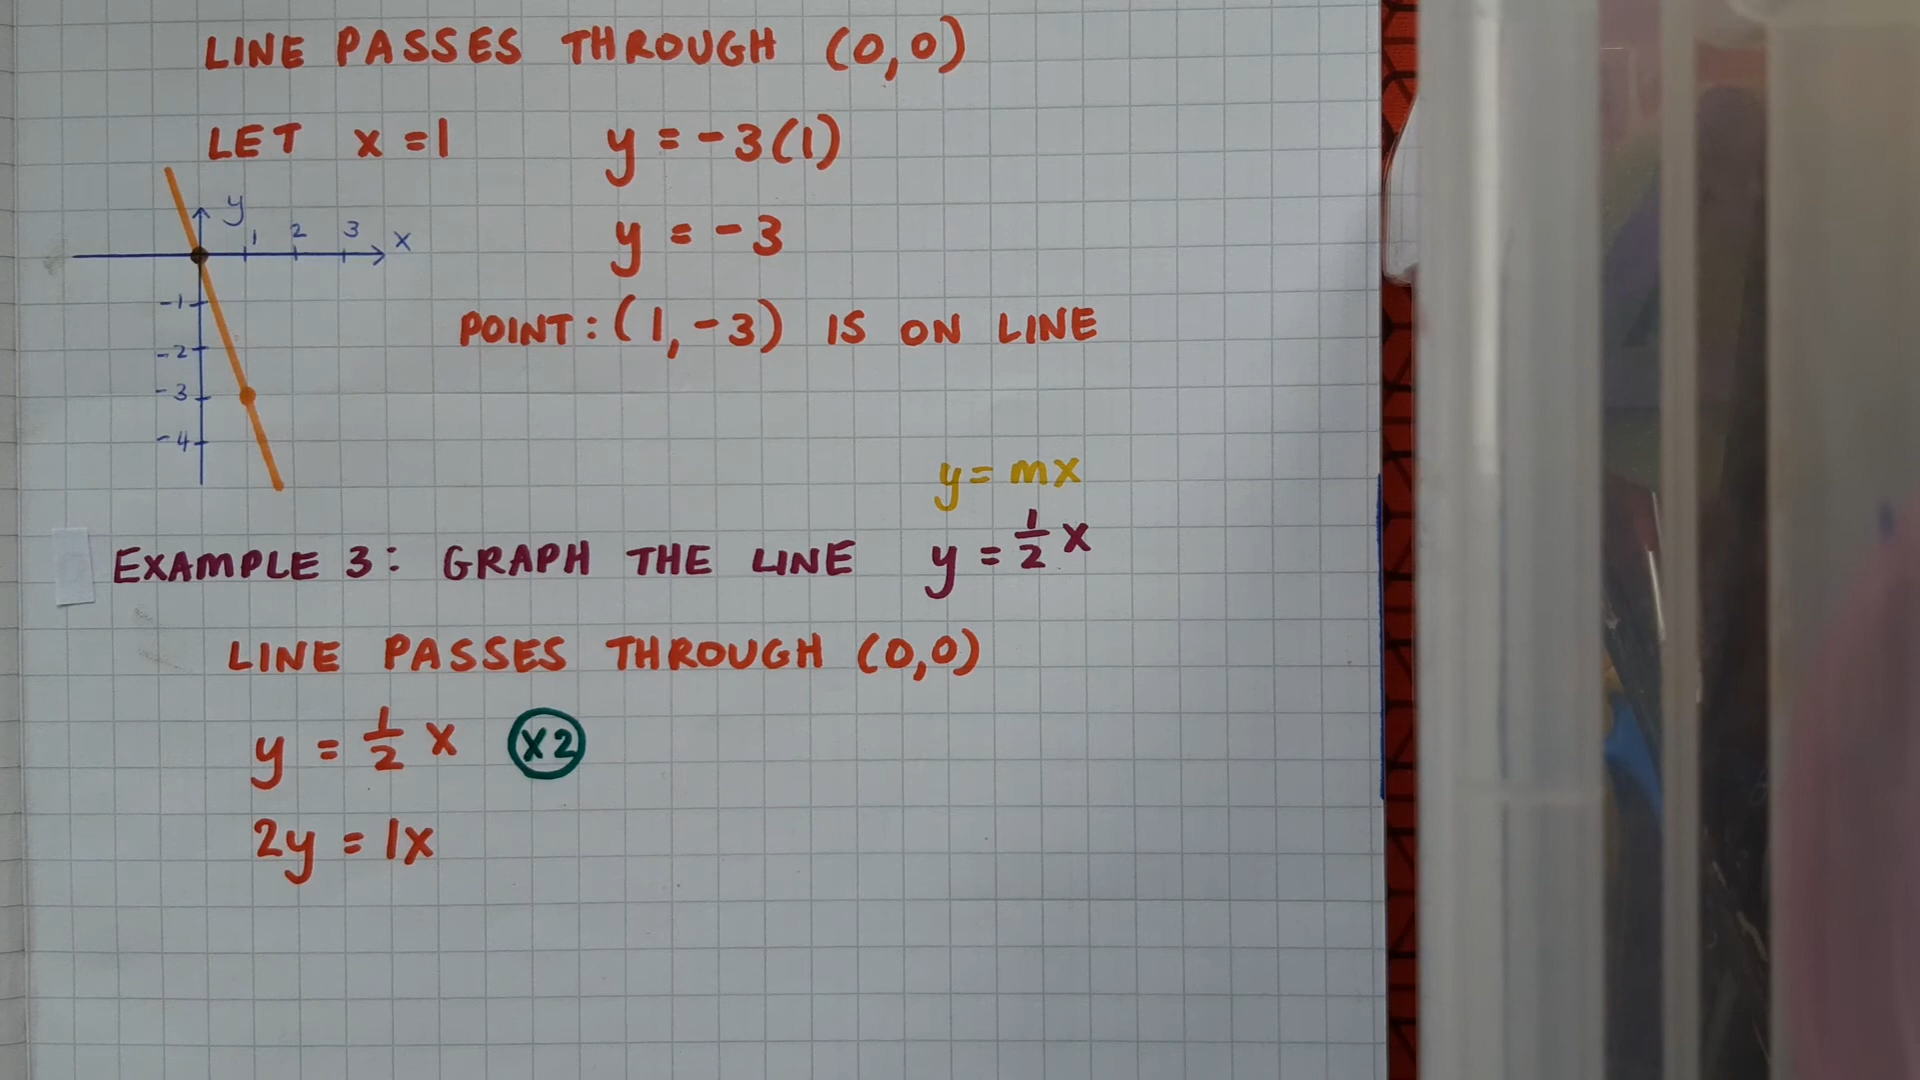 LINE PASSES THROUGH (0,0)
LET x = 1
y = -3(1)
y
1 2 3 x
y = -3
-1
-2
-3
-4
POINT: (1,-3) IS ON LINE
y = mx
EXAMPLE 3: GRAPH THE LINE y = 1/2 x
LINE PASSES THROUGH (0,0)
y = 1/2 x x2
2y = 1x